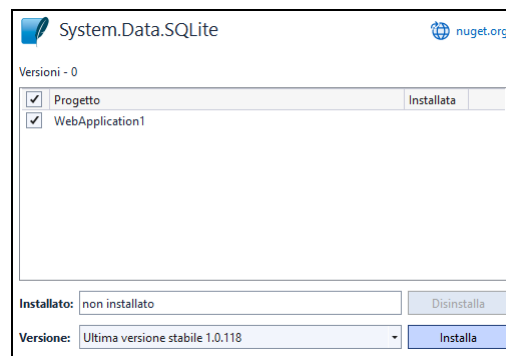 System.Data.SQLite
nuget.org
Versioni - 0
Progetto Installata
WebApplication1
Installato: non installato Disinstalla
Versione: Ultima versione stabile 1.0.118 Installa